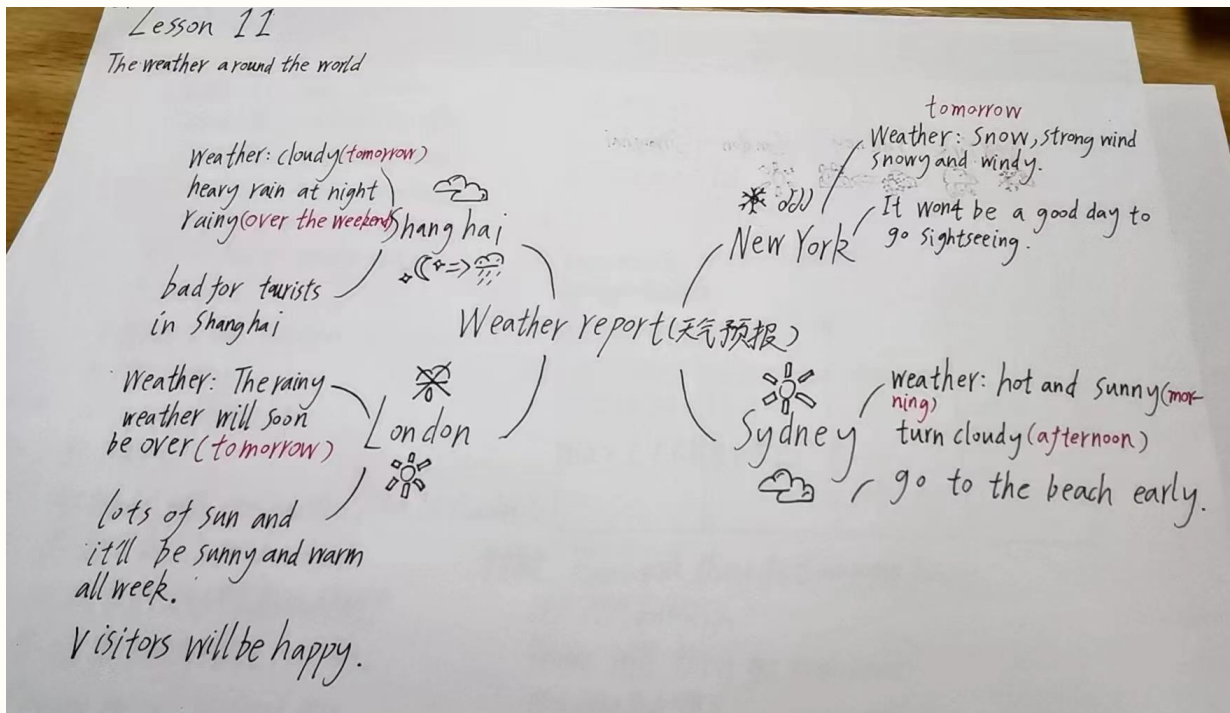 Lesson 11
The weather around the world
weather: cloudy(tomorrow)
heavy rain at night
rainy(over the weekend)
Shanghai
bad for tourists
in Shanghai
tomorrow
Weather: snow, strong wind
snowy and windy.
It won't be a good day to
go sightseeing.
New York
Weather report(天气预报)
Weather: The rainy
weather will soon
be over(tomorrow)
London
lots of sun and
it'll be sunny and warm
all week.
Visitors will be happy.
Sydney
weather: hot and sunny(mor-
ning)
turn cloudy(afternoon)
go to the beach early.